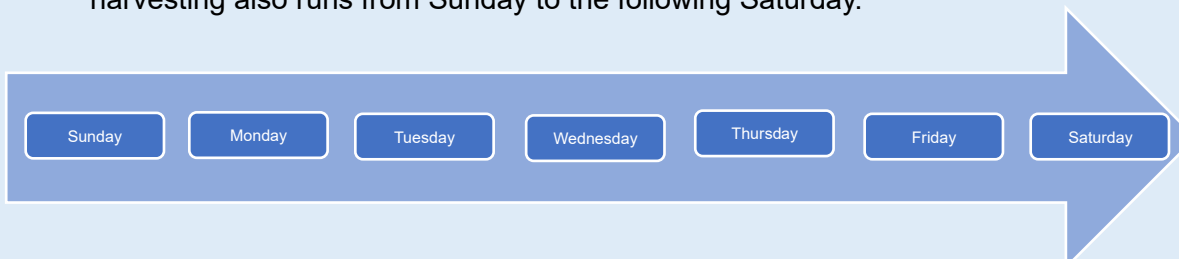 harvesting also runs from Sunday to the following Saturday.
Sunday Monday Tuesday Wednesday Thursday Friday Saturday